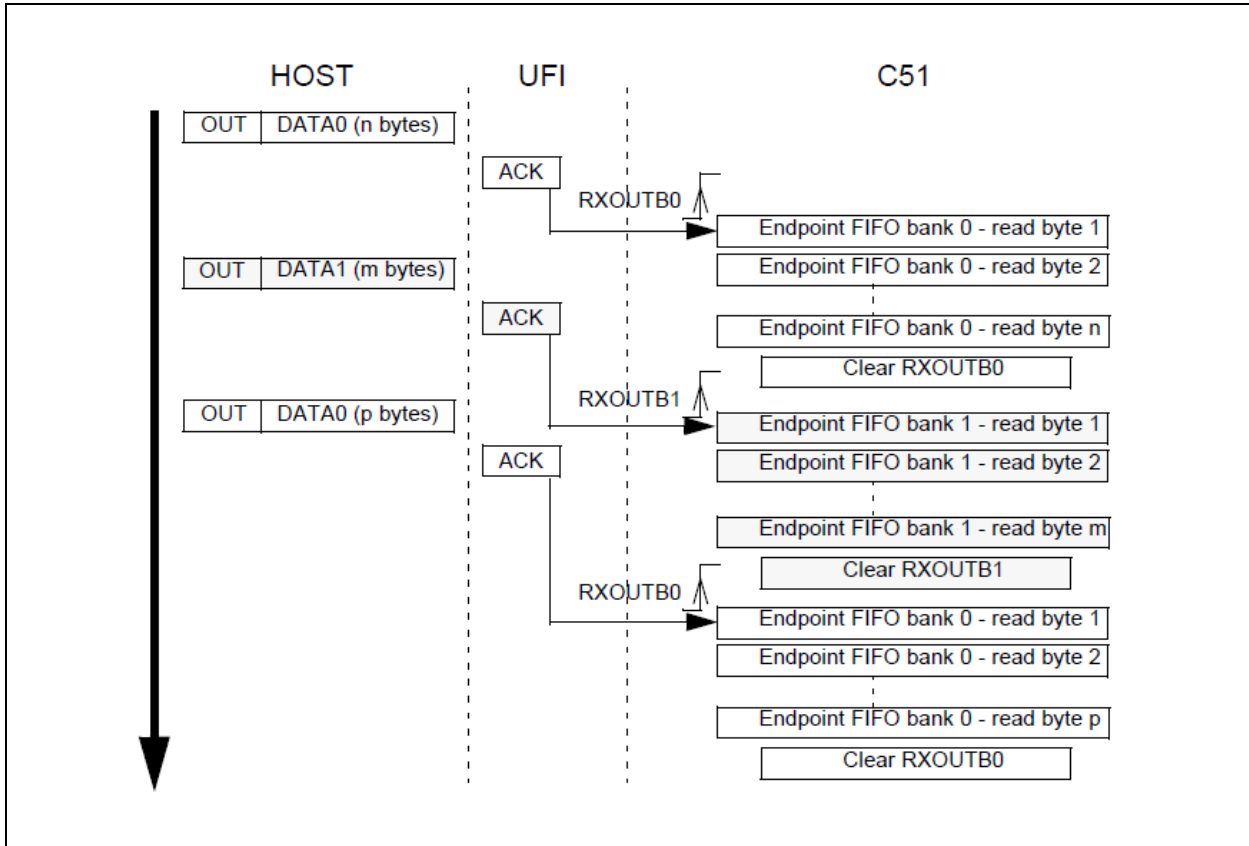 HOST UFI C51
OUT DATA0 (n bytes)
ACK
RXOUTB0
Endpoint FIFO bank 0 - read byte 1
OUT DATA1 (m bytes)
Endpoint FIFO bank 0 - read byte 2
ACK
Endpoint FIFO bank 0 - read byte n
Clear RXOUTB0
RXOUTB1
OUT DATA0 (p bytes)
Endpoint FIFO bank 1 - read byte 1
ACK
Endpoint FIFO bank 1 - read byte 2
Endpoint FIFO bank 1 - read byte m
Clear RXOUTB1
RXOUTB0
Endpoint FIFO bank 0 - read byte 1
Endpoint FIFO bank 0 - read byte 2
Endpoint FIFO bank 0 - read byte p
Clear RXOUTB0